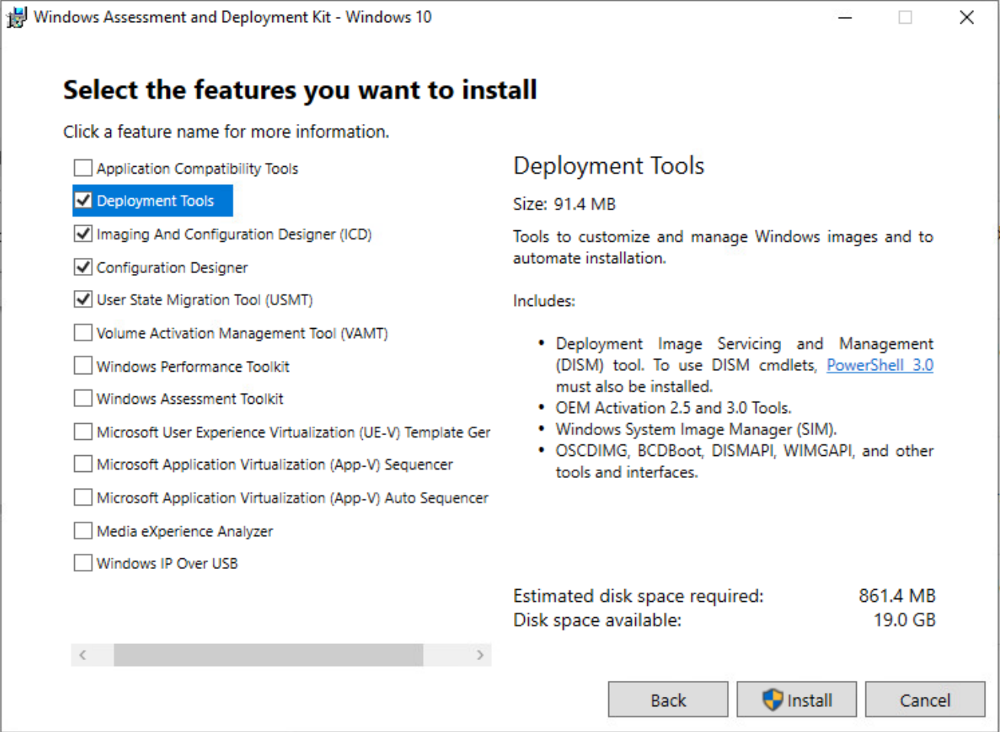 Windows Assessment and Deployment Kit - Windows 10
Select the features you want to install
Click a feature name for more information.
Application Compatibility Tools
Deployment Tools
Imaging And Configuration Designer (ICD)
Configuration Designer
User State Migration Tool (USMT)
Volume Activation Management Tool (VAMT)
Windows Performance Toolkit
Windows Assessment Toolkit
Microsoft User Experience Virtualization (UE-V) Template Ger
Microsoft Application Virtualization (App-V) Sequencer
Microsoft Application Virtualization (App-V) Auto Sequencer
Media eXperience Analyzer
Windows IP Over USB
Deployment Tools
Size: 91.4 MB
Tools to customize and manage Windows images and to
automate installation.
Includes:
• Deployment Image Servicing and Management
(DISM) tool. To use DISM cmdlets, PowerShell 3.0
must also be installed.
• OEM Activation 2.5 and 3.0 Tools.
• Windows System Image Manager (SIM).
• OSCDIMG, BCDBoot, DISMAPI, WIMGAPI, and other
tools and interfaces.
Estimated disk space required: 861.4 MB
Disk space available: 19.0 GB
Back
Install
Cancel